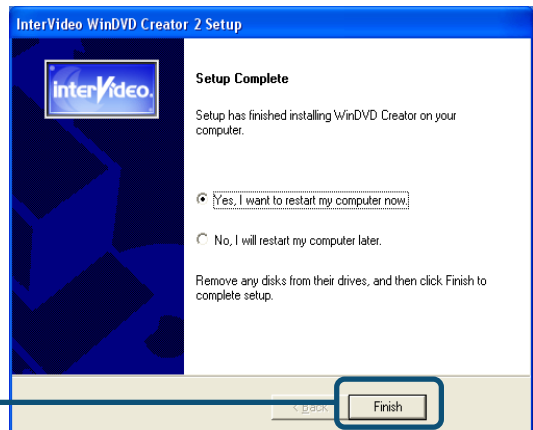 InterVideo WinDVD Creator 2 Setup
InterVideo.
Setup Complete
Setup has finished installing WinDVD Creator on your
computer.
Yes, I want to restart my computer now.
No, I will restart my computer later.
Remove any disks from their drives, and then click Finish to
complete setup.
< Back
Finish